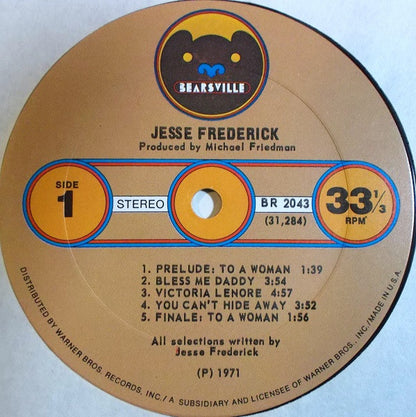 BEARSVILLE
JESSE FREDERICK
Produced by Michael Friedman
SIDE
1
STEREO
BR 2043
(31,284)
33 1/3
RPM
1. PRELUDE: TO A WOMAN 1:39
2. BLESS ME DADDY 3:54
3. VICTORIA LENORE 4:57
4. YOU CAN'T HIDE AWAY 3:52
5. FINALE: TO A WOMAN 1:56
All selections written by
Jesse Frederick
(P) 1971
DISTRIBUTED BY WARNER BROS. RECORDS, INC./A SUBSIDIARY AND LICENSEE OF WARNER BROS., INC./MADE IN U.S.A.